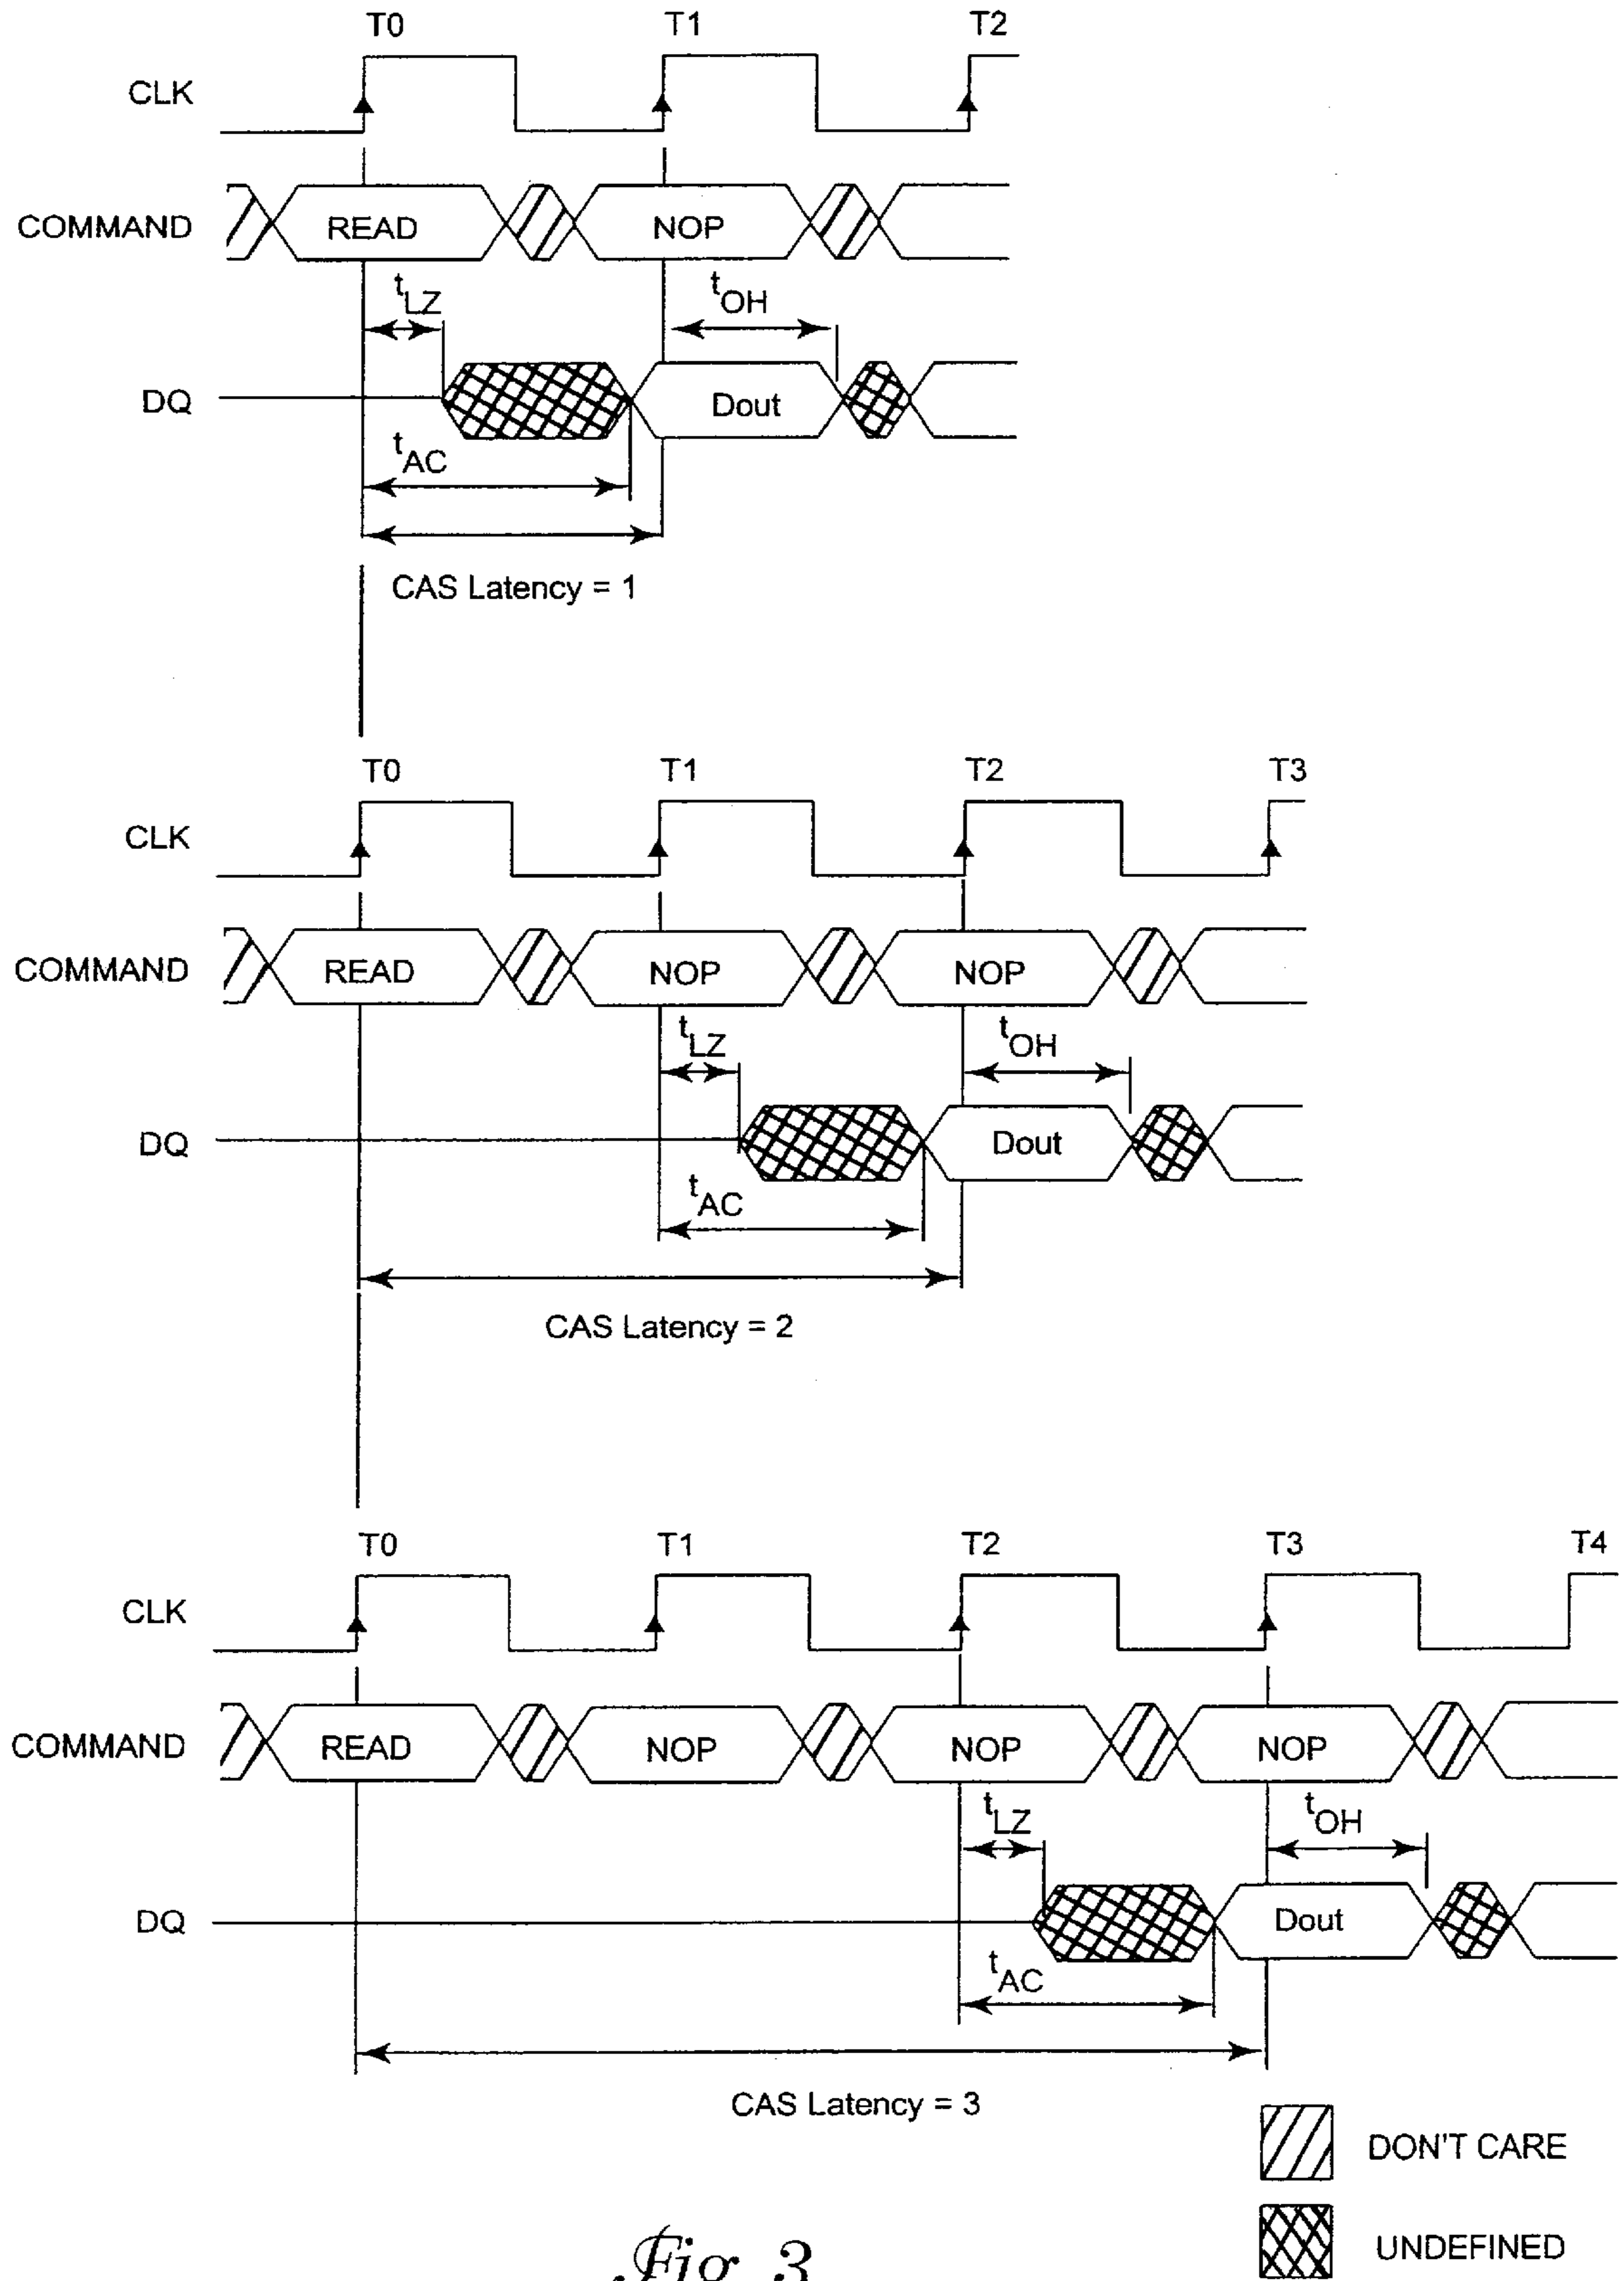 T0 T1 T2
CLK
COMMAND READ NOP
tLZ tOH
DQ Dout
tAC
CAS Latency = 1
T0 T1 T2 T3
CLK
COMMAND READ NOP NOP
tLZ tOH
DQ Dout
tAC
CAS Latency = 2
T0 T1 T2 T3 T4
CLK
COMMAND READ NOP NOP NOP
tLZ tOH
DQ Dout
tAC
CAS Latency = 3
DON'T CARE
UNDEFINED
Fig 3